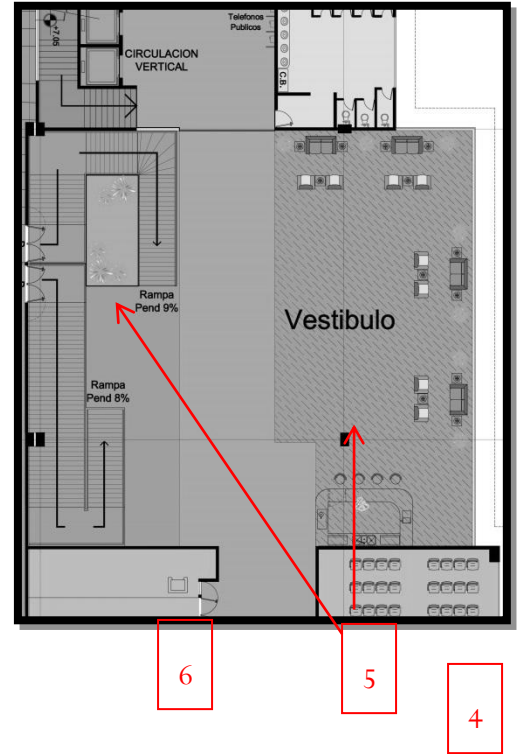 Telefonos
Publicos
+7.05
CIRCULACION
VERTICAL
C.B.
Rampa
Pend 9%
Vestibulo
Rampa
Pend 8%
6
5
4